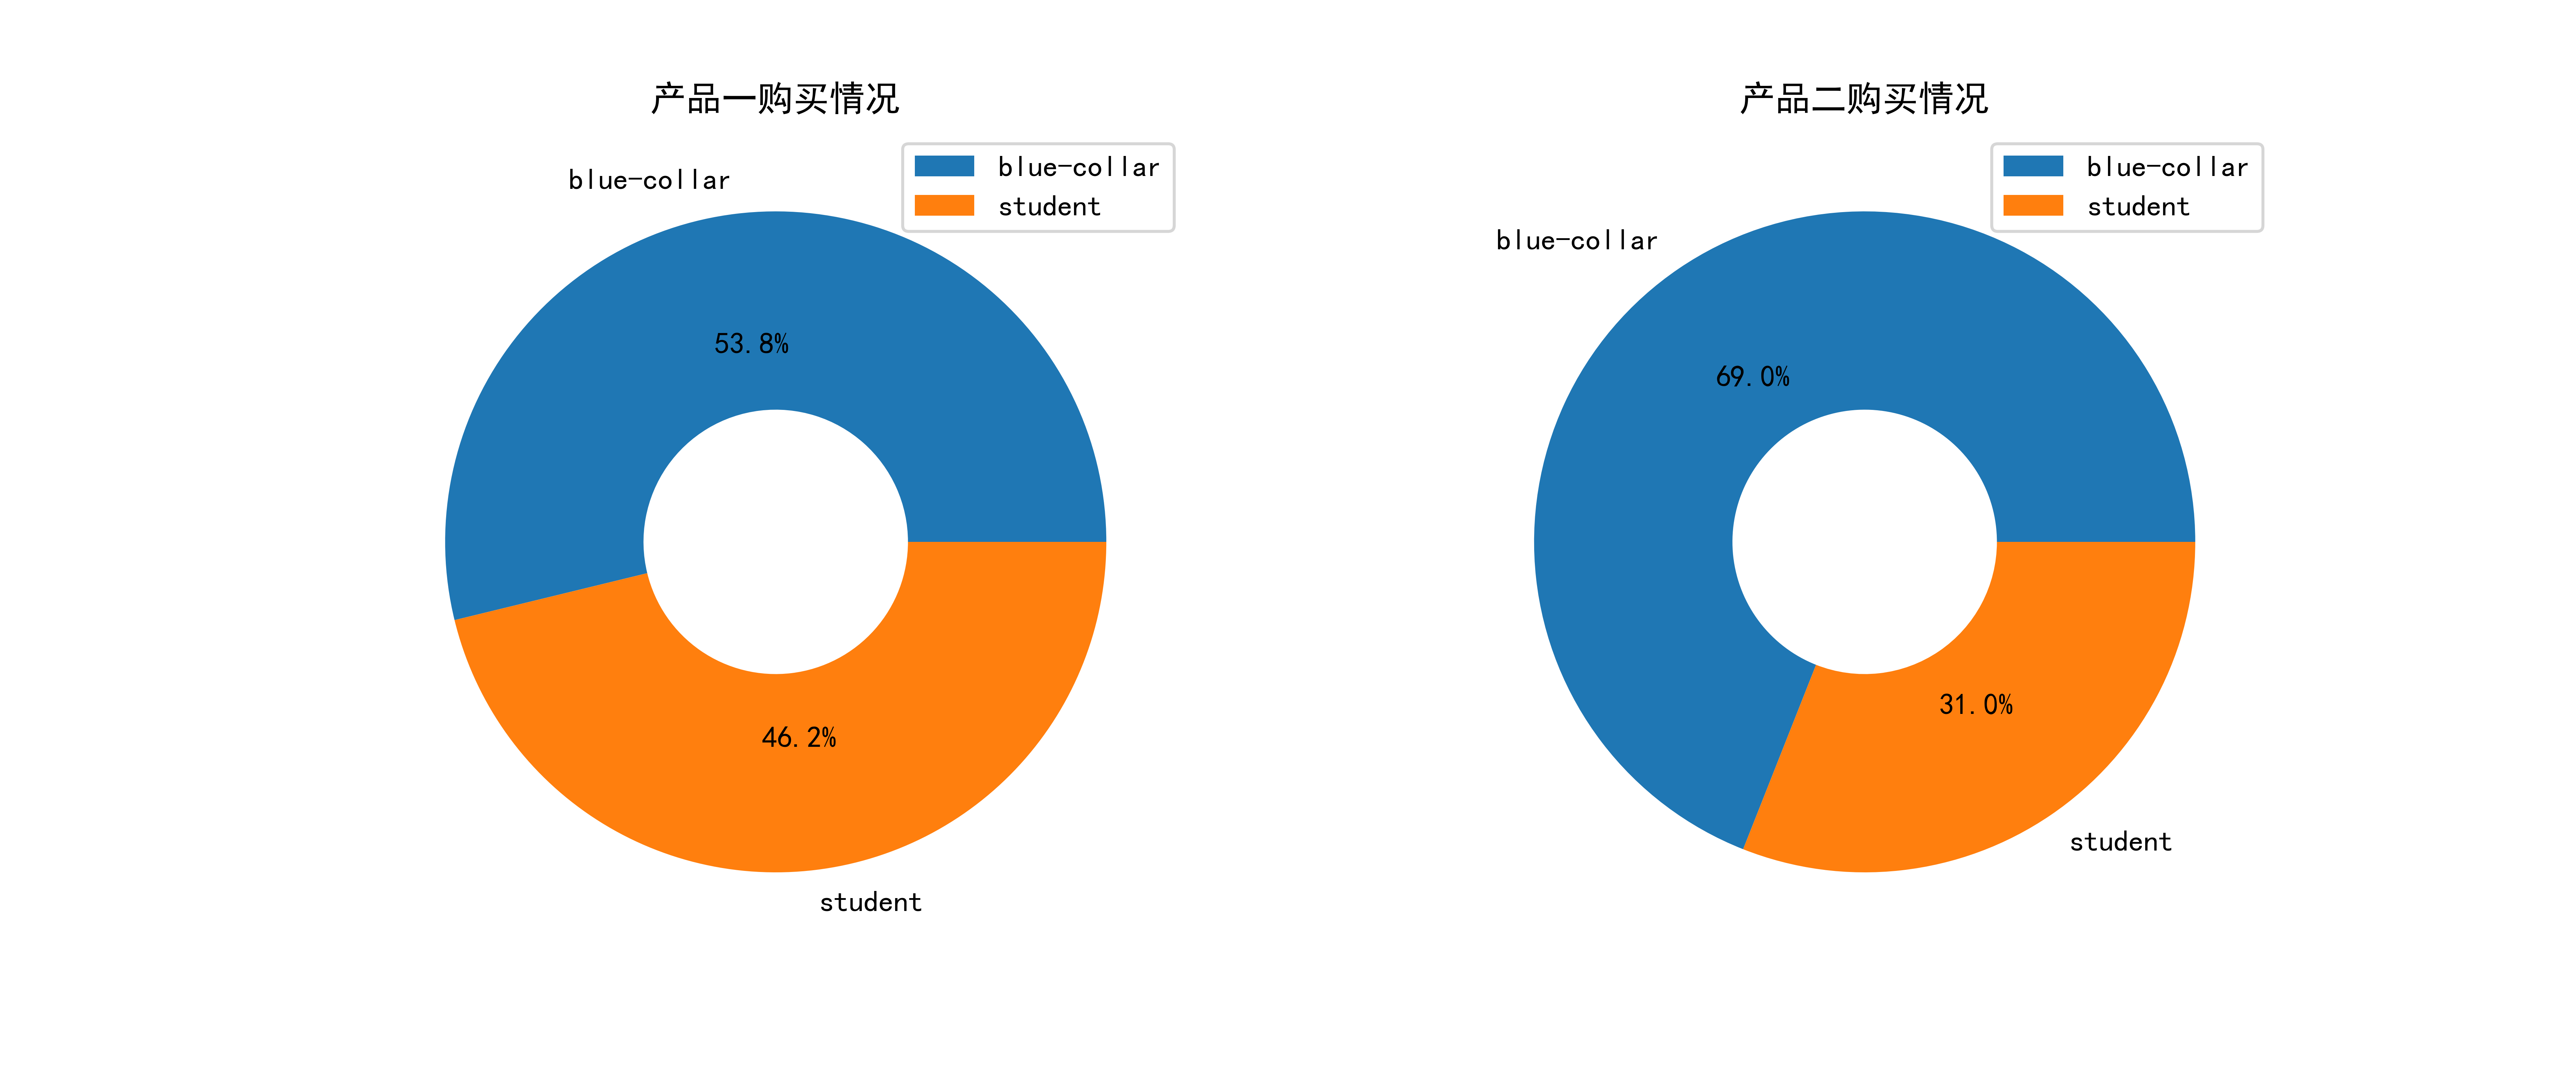 产品一购买情况
blue-collar
student
blue-collar
53.8%
46.2%
student
产品二购买情况
blue-collar
student
blue-collar
69.0%
31.0%
student